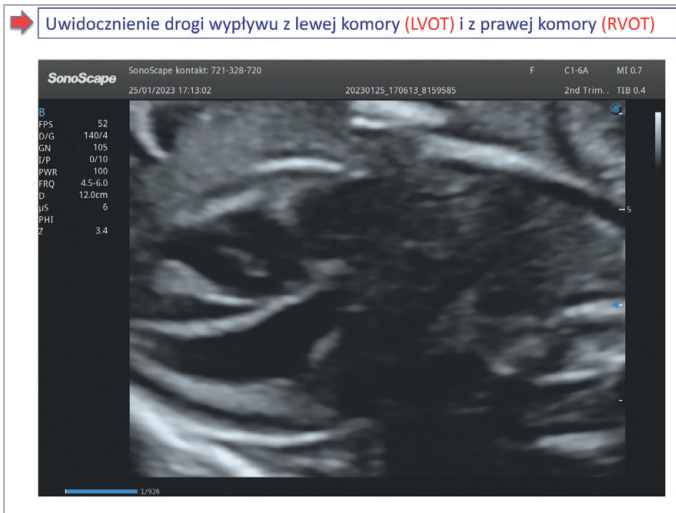 Uwidocznienie drogi wypływu z lewej komory (LVOT) i z prawej komory (RVOT)
SonoScape SonoScape kontakt: 721-328-720 F C1-6A MI 0.7
25/01/2023 17:13:02 20230125_170613_8159585 2nd Trim. . TIB 0.4
B
FPS 52
D/G 140/4
GN 105
I/P 0/10
PWR 100
FRQ 4.5-6.0
D 12.0cm
µS 6
PHI
Z 3.4
5
1/926